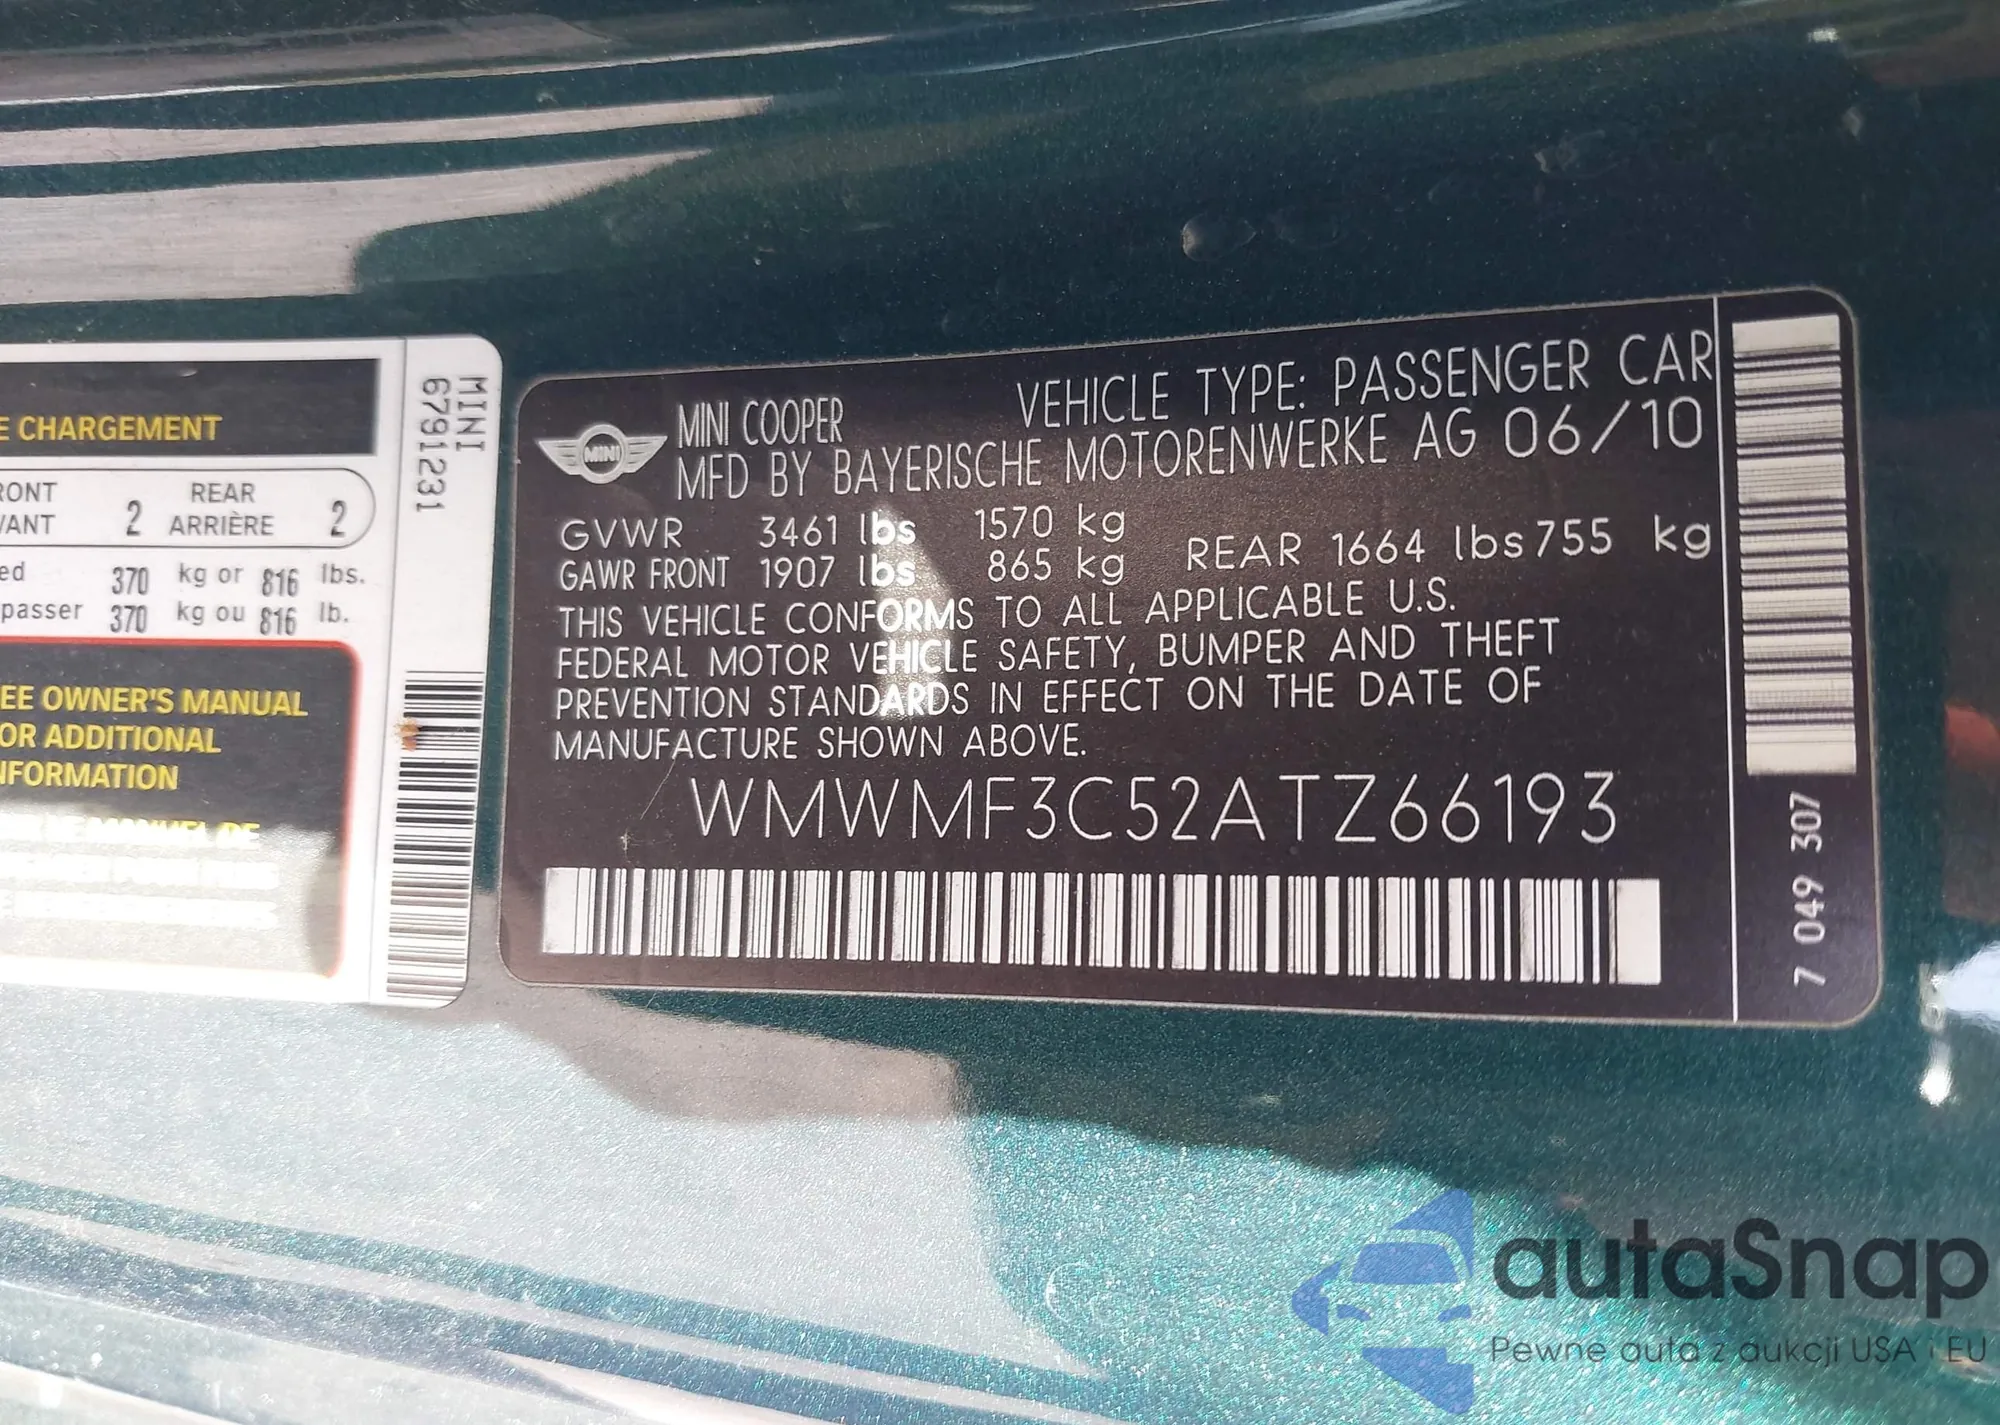 E CHARGEMENT
RONT
VANT 2 REAR
ARRIÈRE 2
ed 370 kg or 816 lbs.
passer 370 kg ou 816 lb.
EE OWNER'S MANUAL
OR ADDITIONAL
NFORMATION
MINI
6791231
MINI
MINI COOPER VEHICLE TYPE: PASSENGER CAR
MFD BY BAYERISCHE MOTORENWERKE AG 06/10
GVWR 3461 lbs 1570 kg
GAWR FRONT 1907 lbs 865 kg REAR 1664 lbs 755 kg
THIS VEHICLE CONFORMS TO ALL APPLICABLE U.S.
FEDERAL MOTOR VEHICLE SAFETY, BUMPER AND THEFT
PREVENTION STANDARDS IN EFFECT ON THE DATE OF
MANUFACTURE SHOWN ABOVE.
WMWMF3C52ATZ66193
7 049 307
autaSnap
Pewne auta z aukcji USA i EU